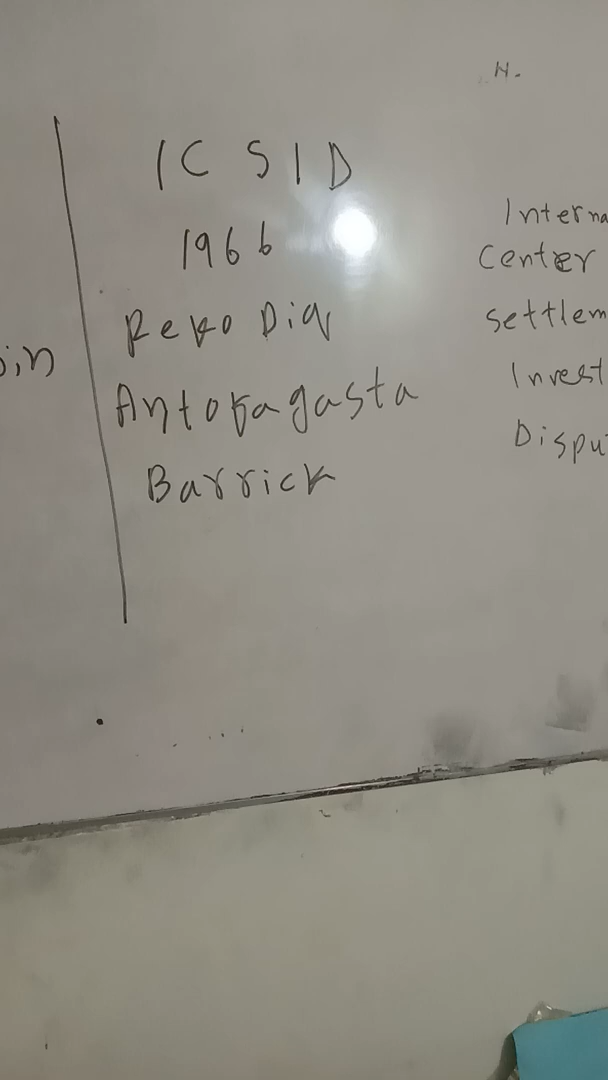 H.
ICSID
1966
Reko Diq
Antofagasta
Barrick
Interna
Center
Settlem
Invest
Dispu